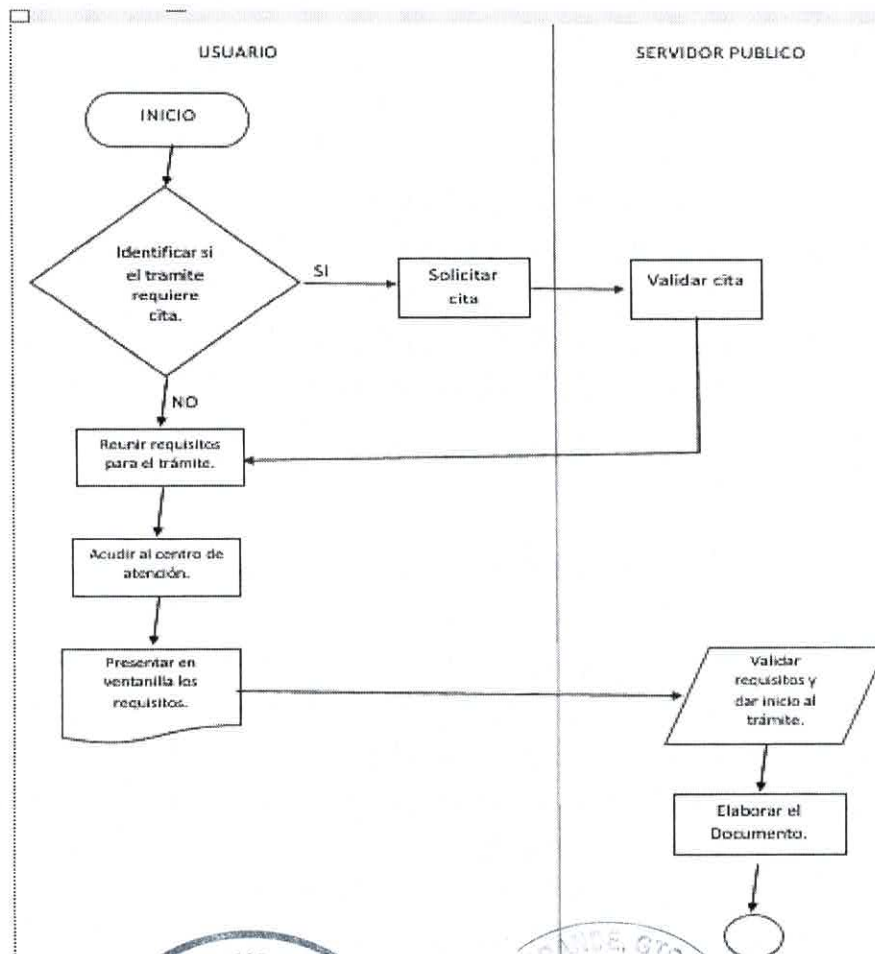 USUARIO
SERVIDOR PUBLICO
INICIO
Identificar si
el trámite
requiere
cita.
SI
Solicitar
cita
Validar cita
NO
Reunir requisitos
para el trámite.
Acudir al centro de
atención.
Presentar en
ventanilla los
requisitos.
Validar
requisitos y
dar inicio al
trámite.
Elaborar el
Documento.